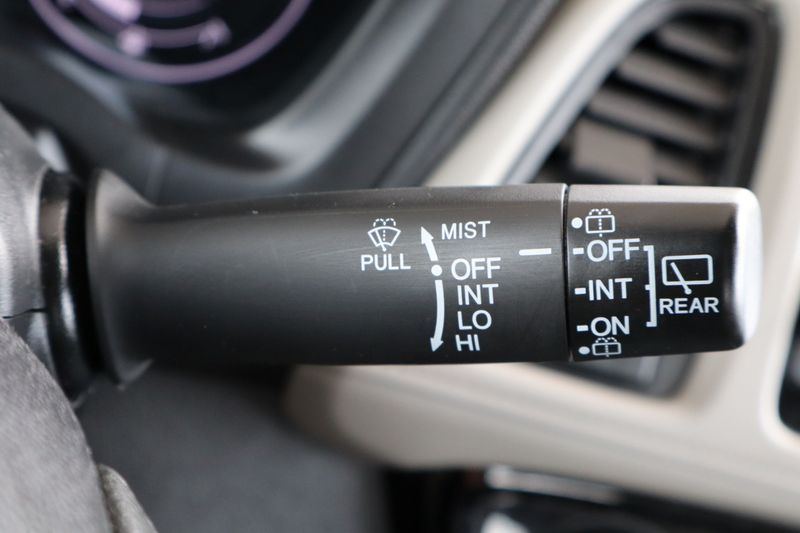 MIST
PULL
OFF
INT
LO
HI
OFF
INT
ON
REAR